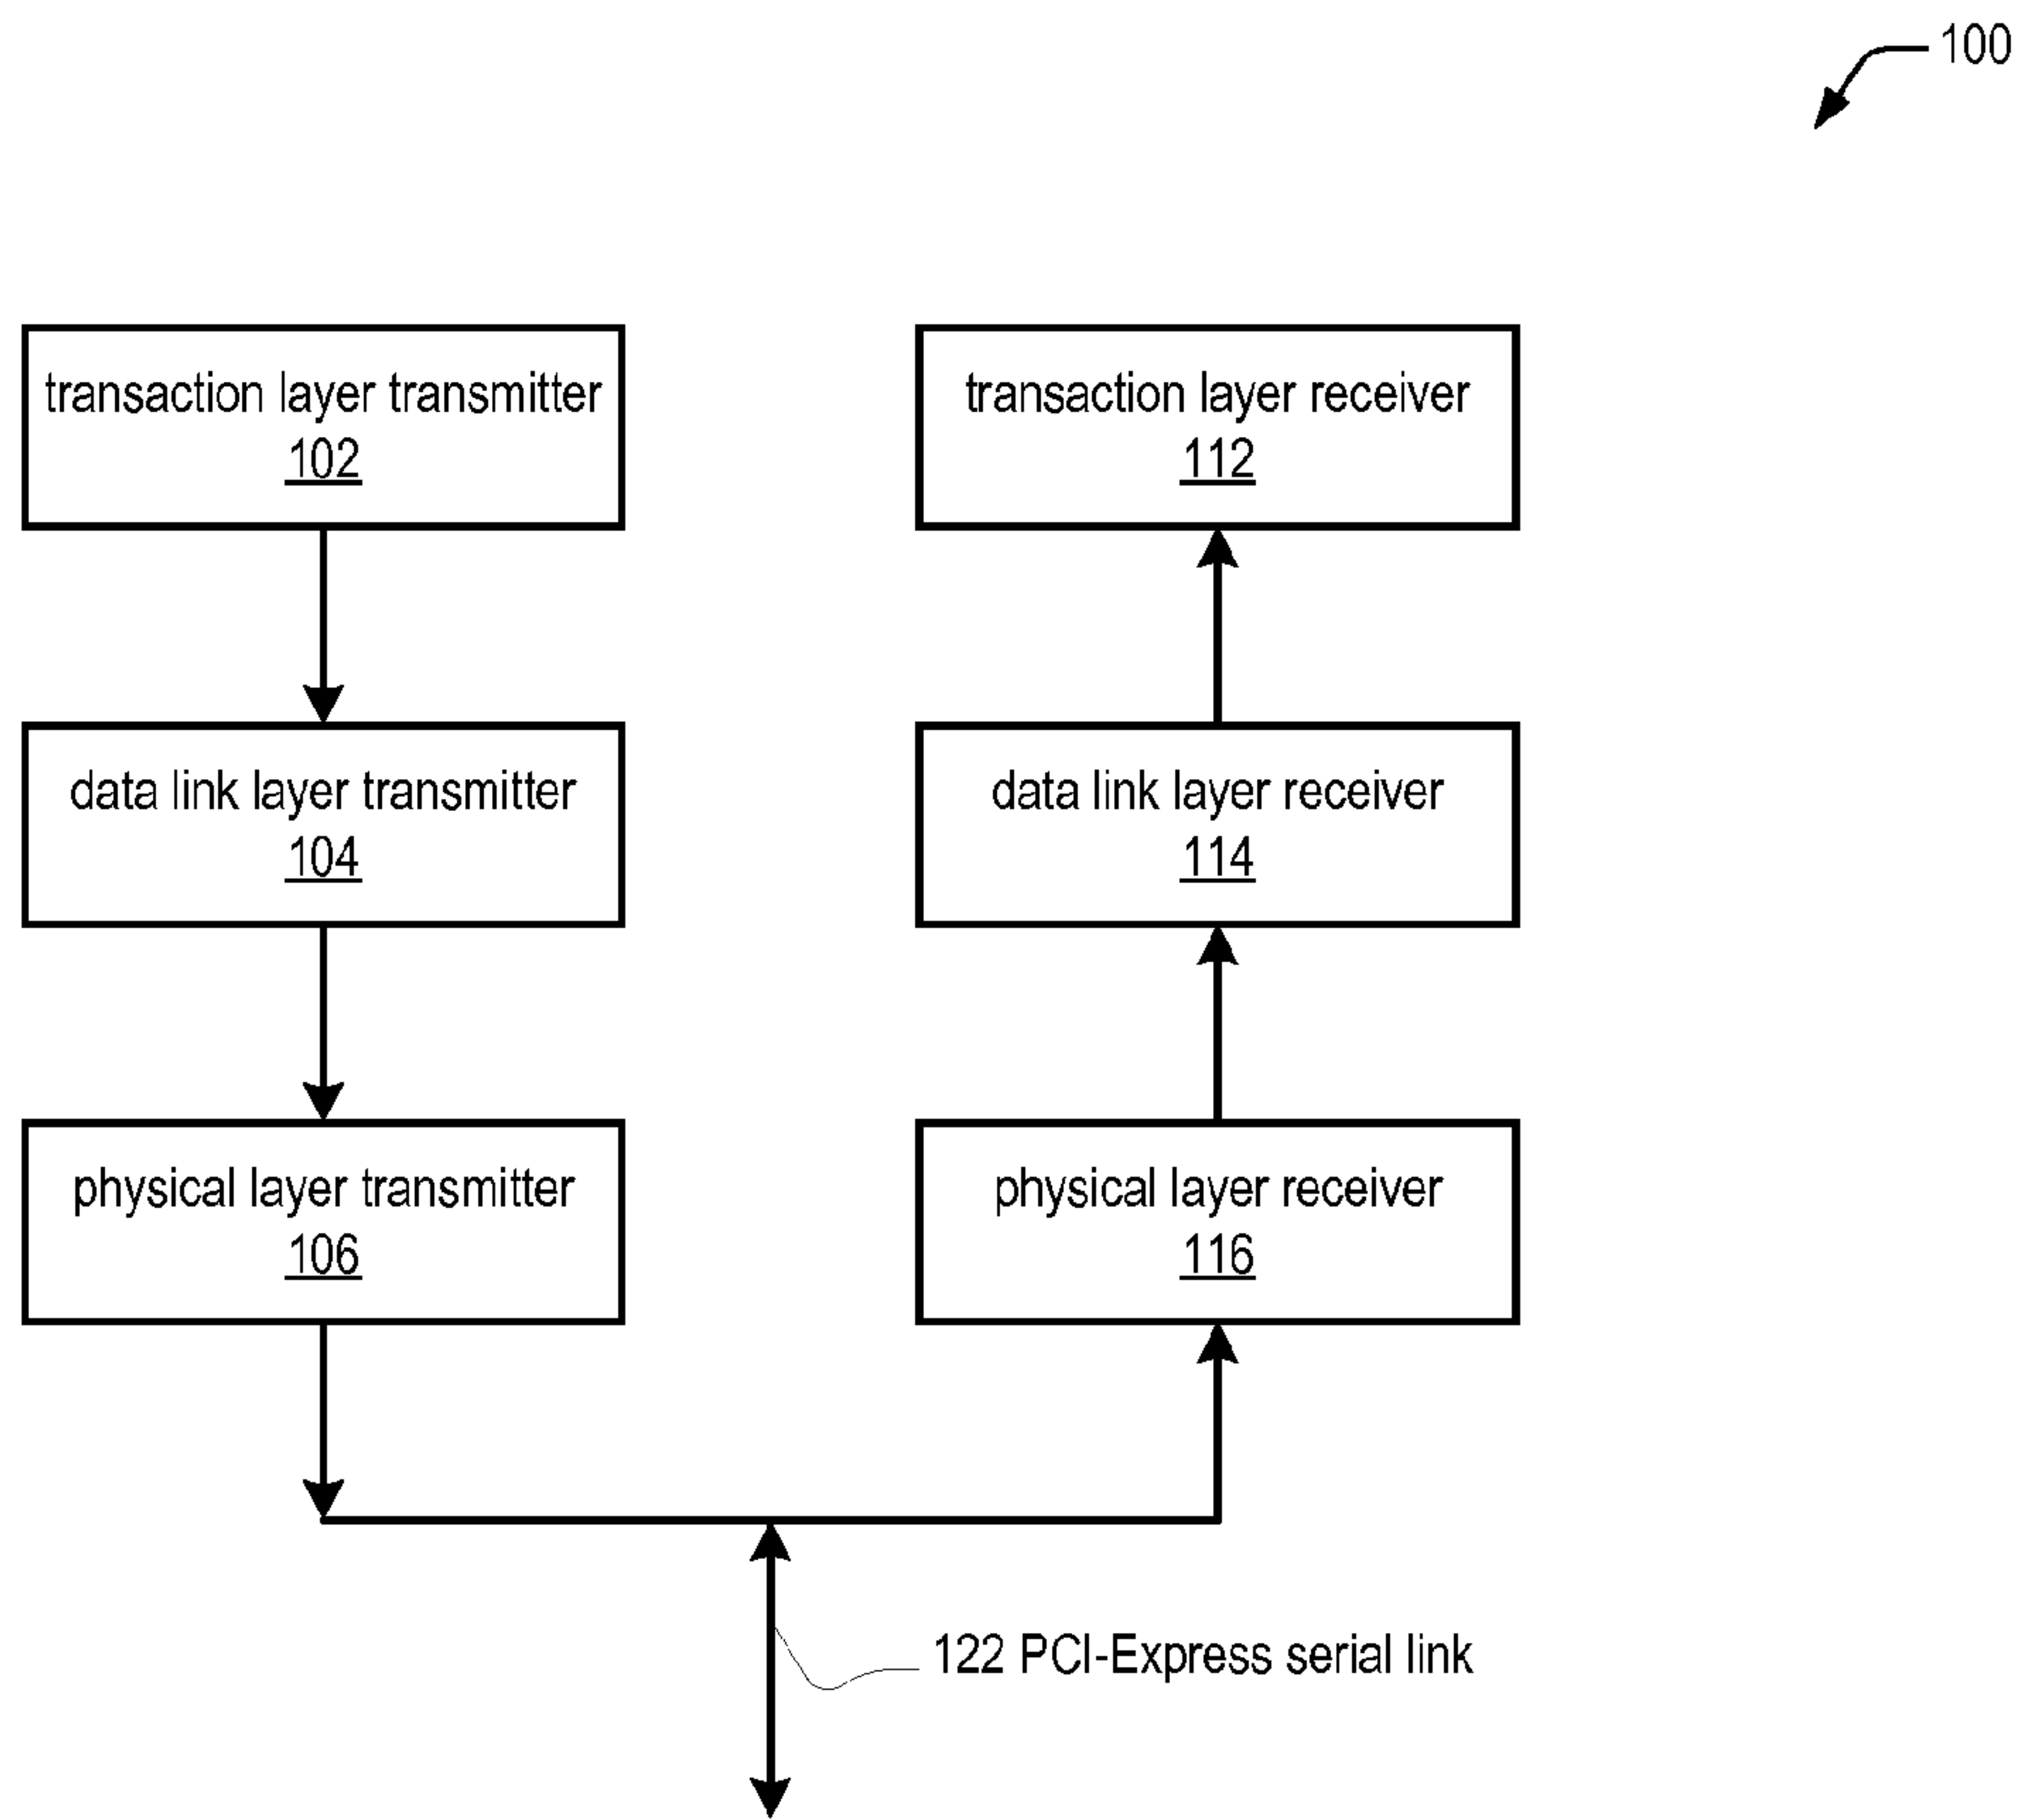 100
transaction layer transmitter
102
transaction layer receiver
112
data link layer transmitter
104
data link layer receiver
114
physical layer transmitter
106
physical layer receiver
116
122 PCI-Express serial link